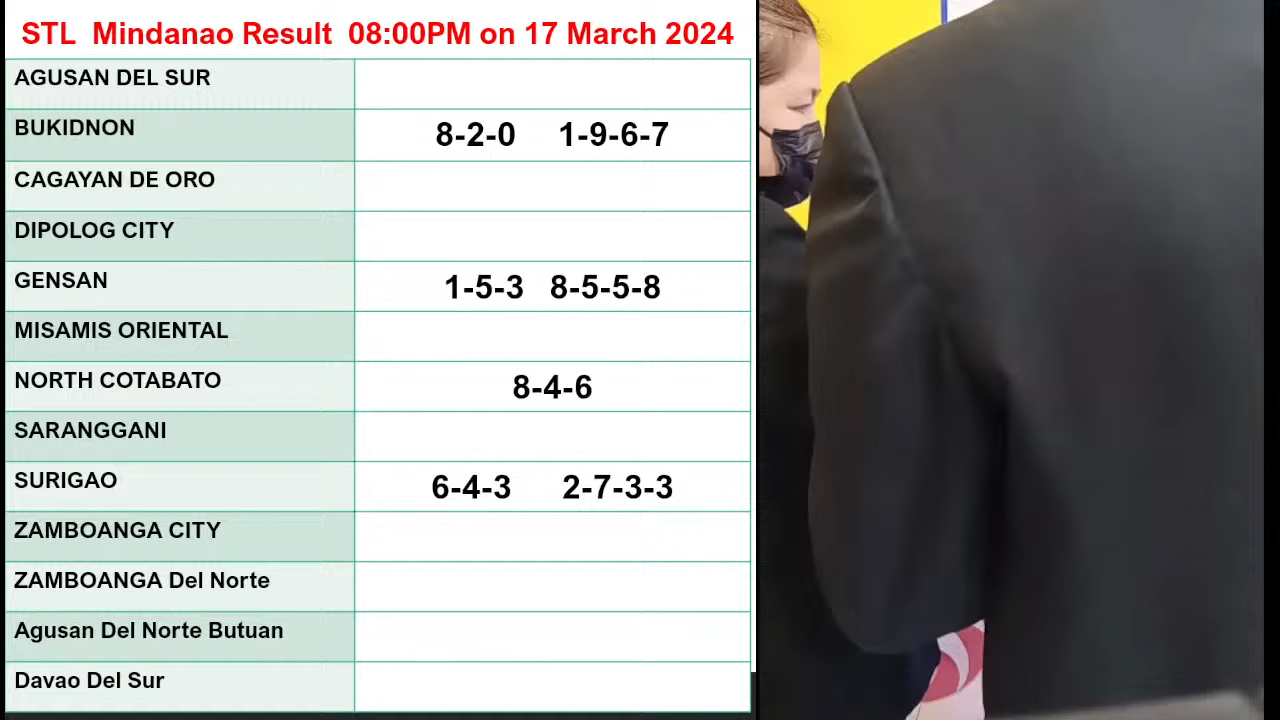 STL Mindanao Result 08:00PM on 17 March 2024
AGUSAN DEL SUR
BUKIDNON 8-2-0 1-9-6-7
CAGAYAN DE ORO
DIPOLOG CITY
GENSAN 1-5-3 8-5-5-8
MISAMIS ORIENTAL
NORTH COTABATO 8-4-6
SARANGGANI
SURIGAO 6-4-3 2-7-3-3
ZAMBOANGA CITY
ZAMBOANGA Del Norte
Agusan Del Norte Butuan
Davao Del Sur